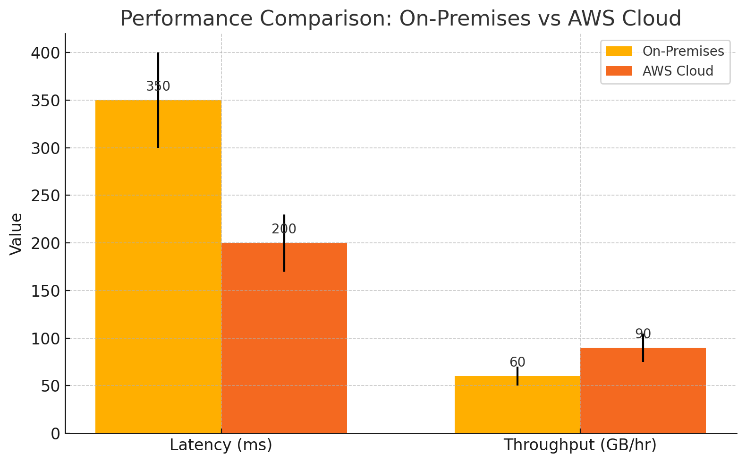 Performance Comparison: On-Premises vs AWS Cloud
On-Premises
AWS Cloud
Value
400
350
300
250
200
150
100
50
0
350
200
60
90
Latency (ms)
Throughput (GB/hr)